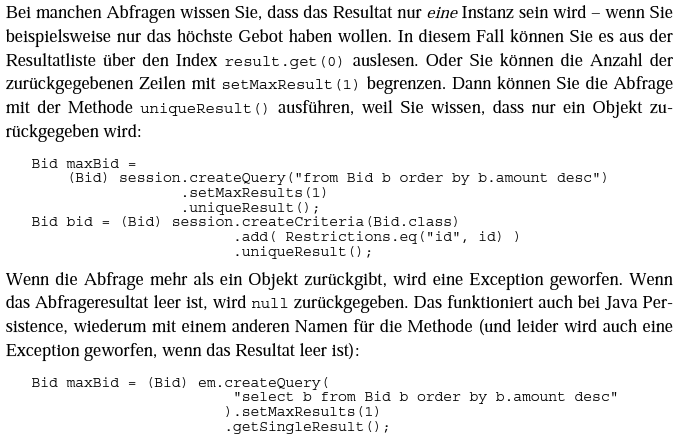 Bei manchen Abfragen wissen Sie, dass das Resultat nur eine Instanz sein wird – wenn Sie
beispielsweise nur das höchste Gebot haben wollen. In diesem Fall können Sie es aus der
Resultatliste über den Index result.get(0) auslesen. Oder Sie können die Anzahl der
zurückgegebenen Zeilen mit setMaxResult(1) begrenzen. Dann können Sie die Abfrage
mit der Methode uniqueResult() ausführen, weil Sie wissen, dass nur ein Objekt zu-
rückgegeben wird:
Bid maxBid =
(Bid) session.createQuery("from Bid b order by b.amount desc")
.setMaxResults(1)
.uniqueResult();
Bid bid = (Bid) session.createCriteria(Bid.class)
.add( Restrictions.eq("id", id) )
.uniqueResult();
Wenn die Abfrage mehr als ein Objekt zurückgibt, wird eine Exception geworfen. Wenn
das Abfrageresultat leer ist, wird null zurückgegeben. Das funktioniert auch bei Java Per-
sistence, wiederum mit einem anderen Namen für die Methode (und leider wird auch eine
Exception geworfen, wenn das Resultat leer ist):
Bid maxBid = (Bid) em.createQuery(
"select b from Bid b order by b.amount desc"
).setMaxResults(1)
.getSingleResult();